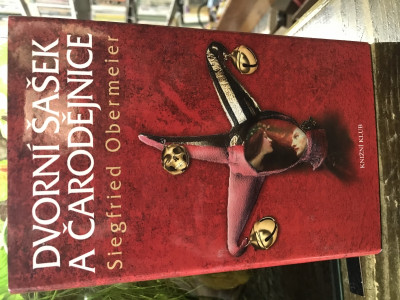 DVORNÍ ŠAŠEK
A ČARODĚJNICE
Siegfried Obermeier
KNIŽNÍ KLUB